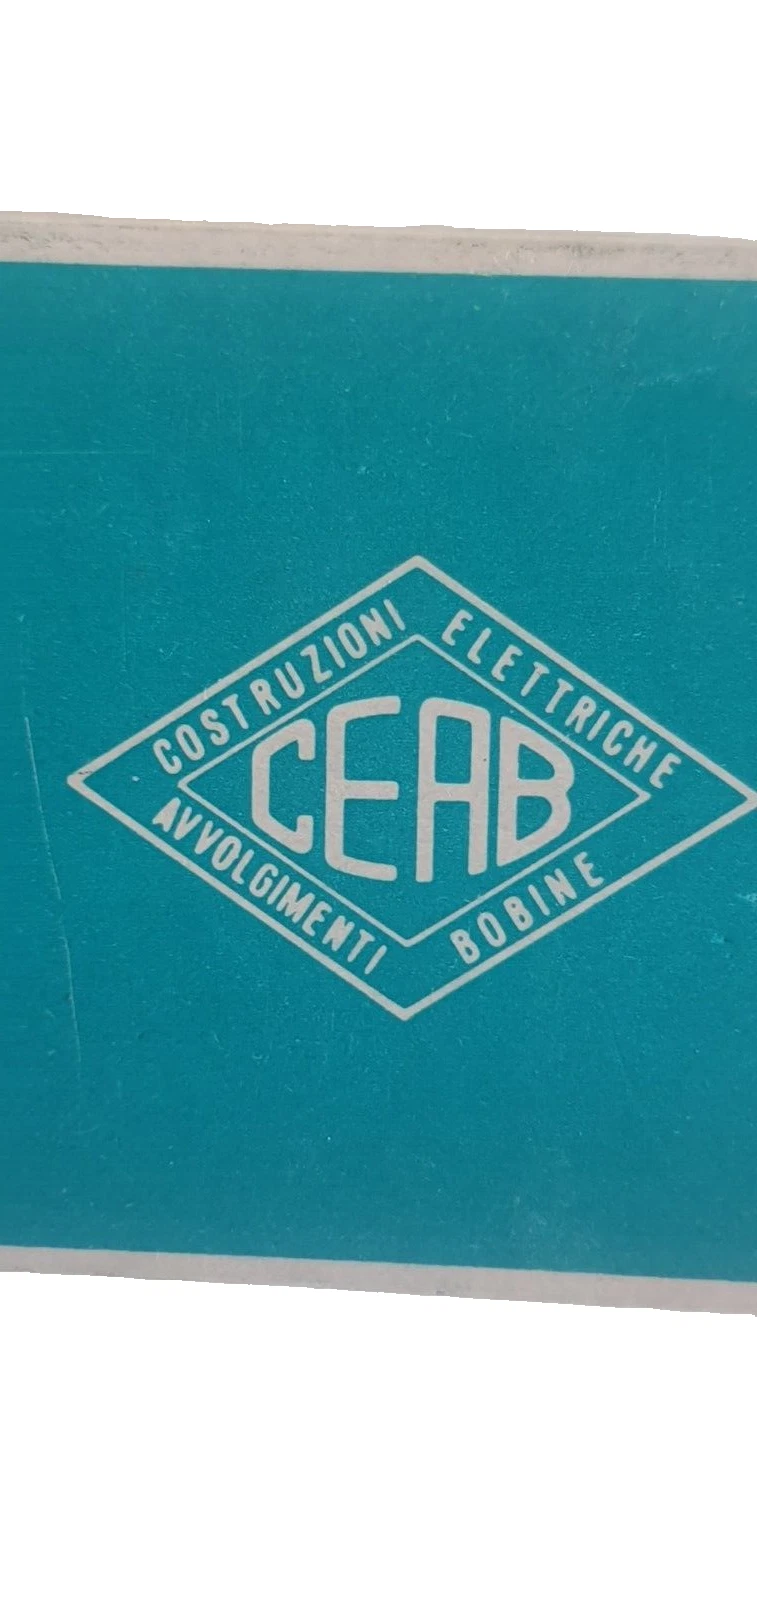 COSTRUZIONI ELETTRICHE
CEAB
AVVOLGIMENTI BOBINE